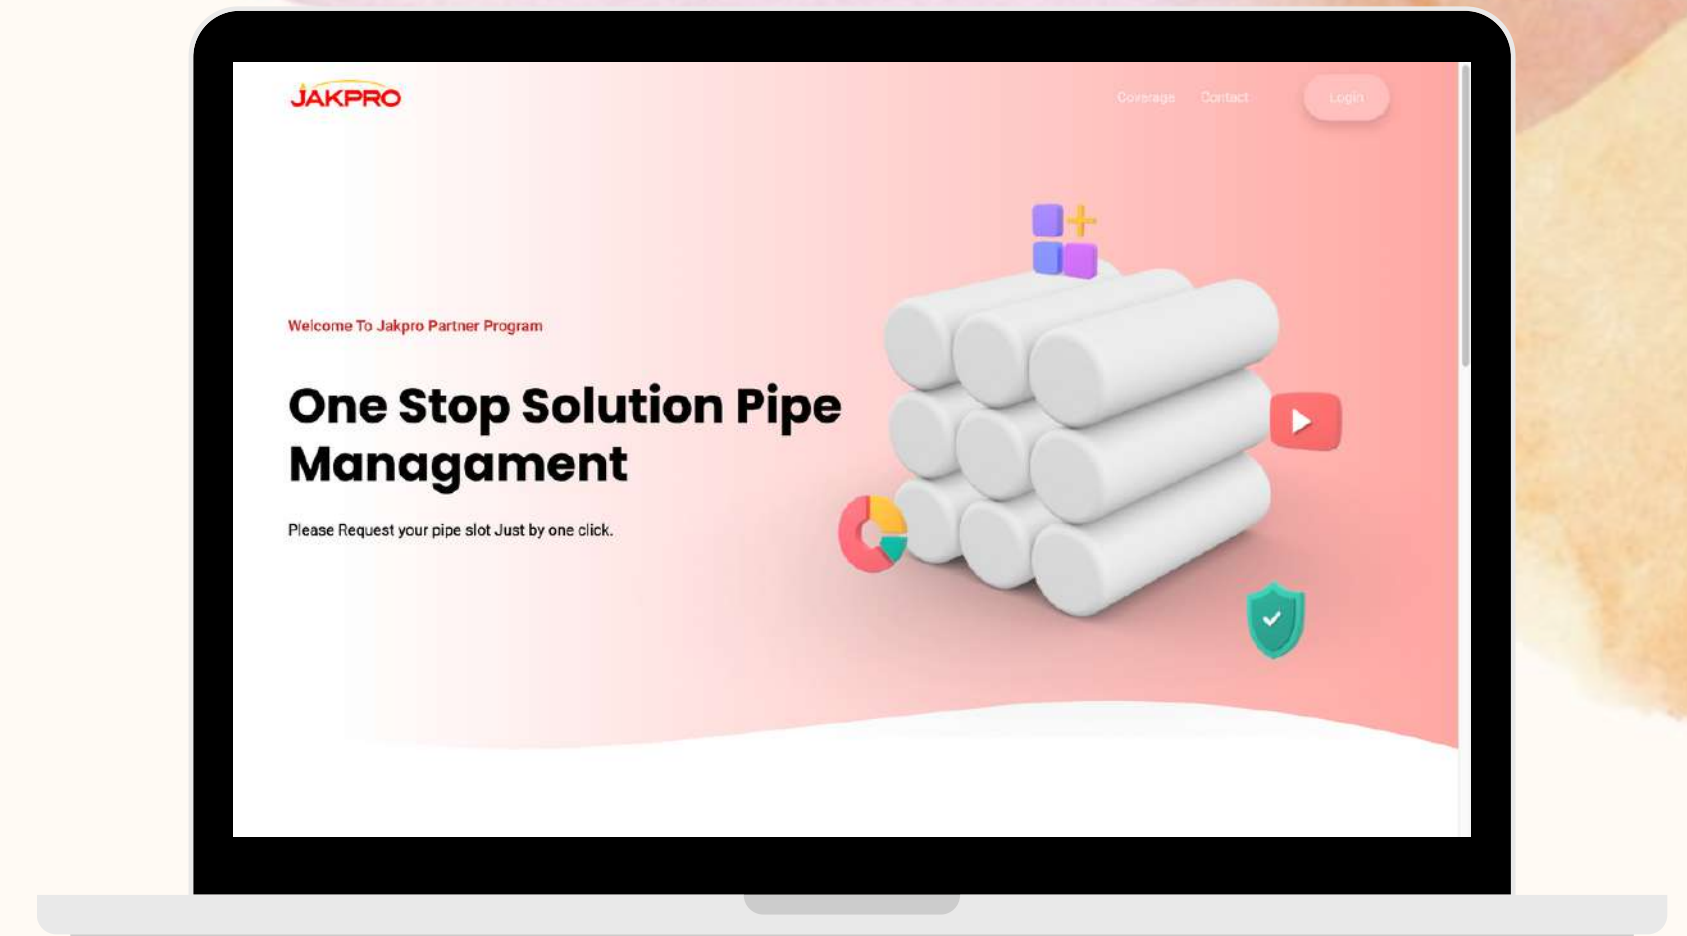 JAKPRO
Coverage Contact Login
Welcome To Jakpro Partner Program
One Stop Solution Pipe
Managament
Please Request your pipe slot Just by one click.